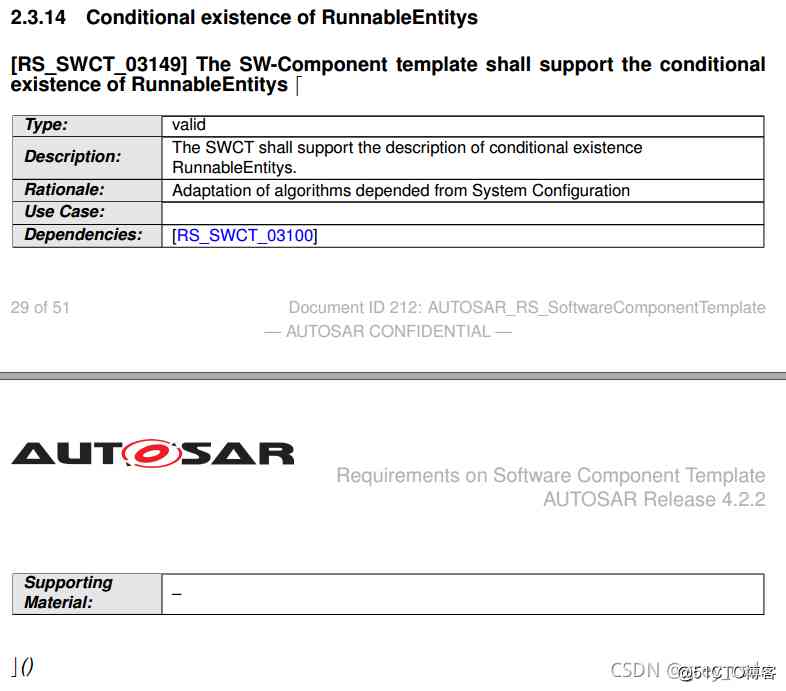 2.3.14 Conditional existence of RunnableEntitys
[RS_SWCT_03149] The SW-Component template shall support the conditional
existence of RunnableEntitys ⌈
Type: valid
Description: The SWCT shall support the description of conditional existence
RunnableEntitys.
Rationale: Adaptation of algorithms depended from System Configuration
Use Case:
Dependencies: [RS_SWCT_03100]
29 of 51 Document ID 212: AUTOSAR_RS_SoftwareComponentTemplate
— AUTOSAR CONFIDENTIAL —
AUTOSAR
Requirements on Software Component Template
AUTOSAR Release 4.2.2
Supporting
Material: –
⌋()
CSDN @51CTO博客